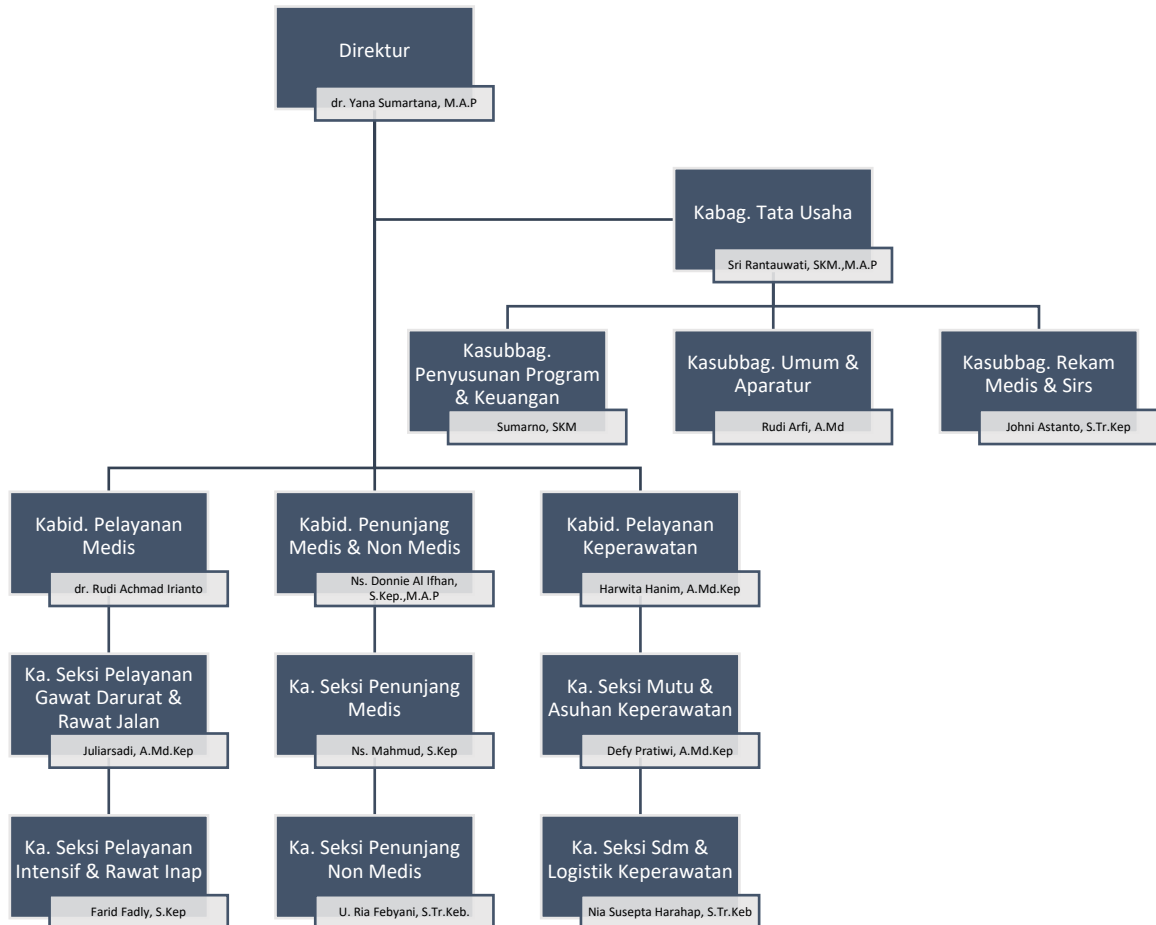 Direktur
dr. Yana Sumartana, M.A.P
Kabag. Tata Usaha
Sri Rantauwati, SKM.,M.A.P
Kasubbag.
Penyusunan Program
& Keuangan
Sumarno, SKM
Kasubbag. Umum &
Aparatur
Rudi Arfi, A.Md
Kasubbag. Rekam
Medis & Sirs
Johni Astanto, S.Tr.Kep
Kabid. Pelayanan
Medis
dr. Rudi Achmad Irianto
Kabid. Penunjang
Medis & Non Medis
Ns. Donnie Al Ifhan,
S.Kep.,M.A.P
Kabid. Pelayanan
Keperawatan
Harwita Hanim, A.Md.Kep
Ka. Seksi Pelayanan
Gawat Darurat &
Rawat Jalan
Juliarsadi, A.Md.Kep
Ka. Seksi Penunjang
Medis
Ns. Mahmud, S.Kep
Ka. Seksi Mutu &
Asuhan Keperawatan
Defy Pratiwi, A.Md.Kep
Ka. Seksi Pelayanan
Intensif & Rawat Inap
Farid Fadly, S.Kep
Ka. Seksi Penunjang
Non Medis
U. Ria Febyani, S.Tr.Keb.
Ka. Seksi Sdm &
Logistik Keperawatan
Nia Susepta Harahap, S.Tr.Keb